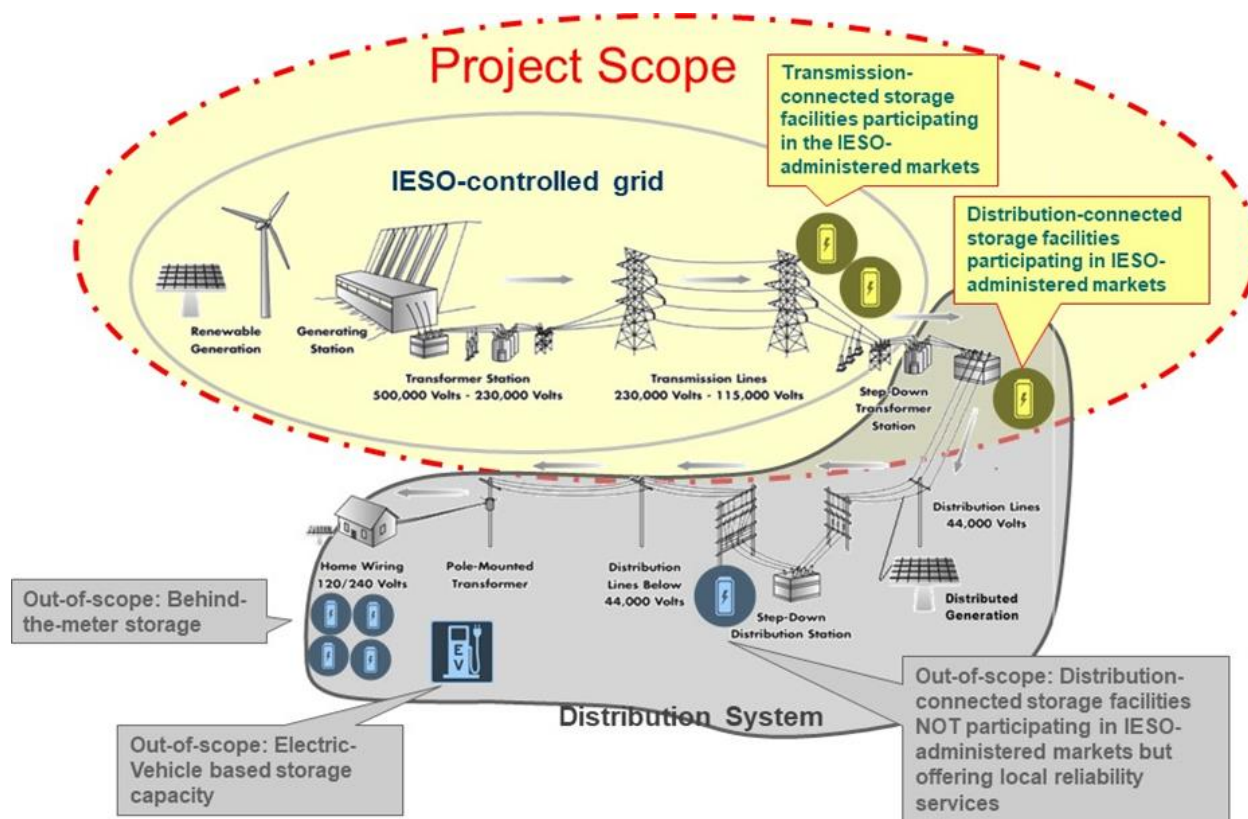 Project Scope
Transmission-
connected storage
facilities participating
in the IESO-
administered markets
IESO-controlled grid
Distribution-connected
storage facilities
participating in IESO-
administered markets
Renewable
Generation
Generating
Station
Transformer Station
500,000 Volts - 230,000 Volts
Transmission Lines
230,000 Volts - 115,000 Volts
Step-Down
Transformer
Station
Home Wiring
120/240 Volts
Pole-Mounted
Transformer
Distribution
Lines Below
44,000 Volts
Step-Down
Distribution Station
Distribution Lines
44,000 Volts
Distributed
Generation
Out-of-scope: Behind-
the-meter storage
EV
Distribution System
Out-of-scope: Electric-
Vehicle based storage
capacity
Out-of-scope: Distribution-
connected storage facilities
NOT participating in IESO-
administered markets but
offering local reliability
services